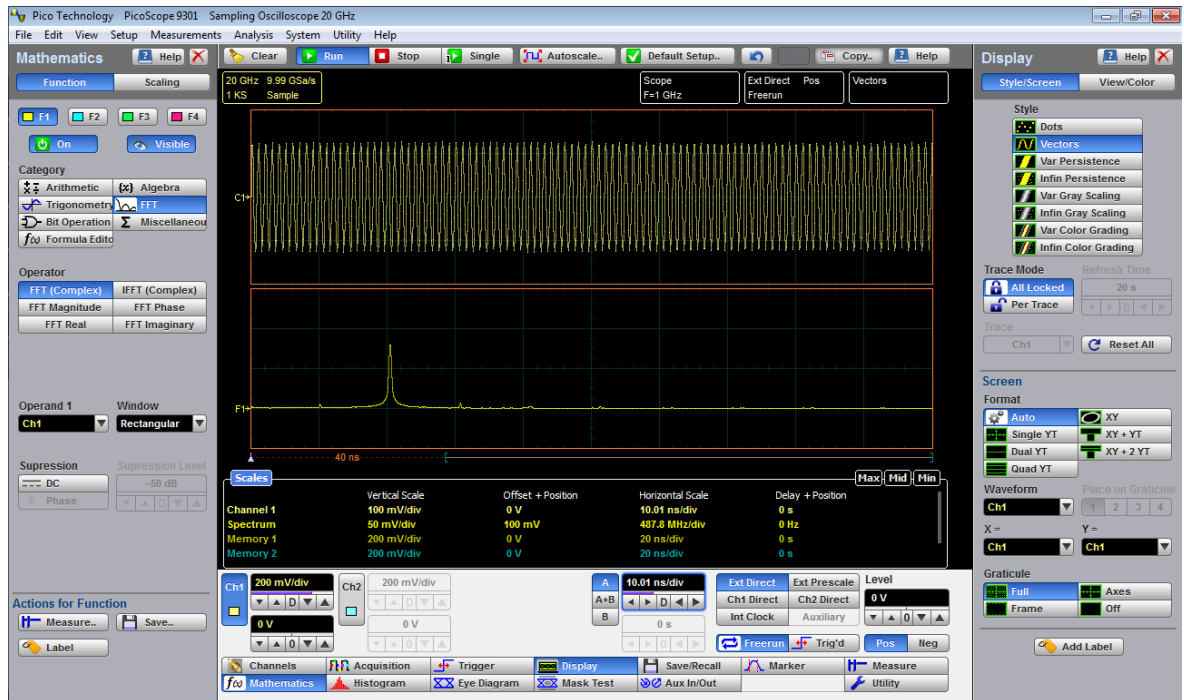 Pico Technology PicoScope 9301 Sampling Oscilloscope 20 GHz
File Edit View Setup Measurements Analysis System Utility Help
Mathematics
? Help
Function
Scaling
F1
F2
F3
F4
On
Visible
Category
Arithmetic
{x} Algebra
Trigonometry
FFT
Bit Operation
Σ Miscellaneou
f(x) Formula Edito
Operator
FFT (Complex)
IFFT (Complex)
FFT Magnitude
FFT Phase
FFT Real
FFT Imaginary
Operand 1
Window
Ch1
Rectangular
Supression
Supression Level
DC
-50 dB
Phase
D
Actions for Function
Measure..
Save..
Label
Clear
Run
Stop
Single
Autoscale..
Default Setup..
Copy..
? Help
20 GHz 9.99 GSa/s
1 KS Sample
Scope
F=1 GHz
Ext Direct Pos
Freerun
Vectors
C1
F1
40 ns
Scales
Max
Mid
Min
Vertical Scale
Offset + Position
Horizontal Scale
Delay + Position
Channel 1 100 mV/div 0 V 10.01 ns/div 0 s
Spectrum 50 mV/div 100 mV 487.8 MHz/div 0 Hz
Memory 1 200 mV/div 0 V 20 ns/div 0 s
Memory 2 200 mV/div 0 V 20 ns/div 0 s
Ch1
200 mV/div
D
0 V
0
Ch2
200 mV/div
D
0 V
0
A
A+B
B
10.01 ns/div
D
0 s
0
Ext Direct
Ext Prescale
Ch1 Direct
Ch2 Direct
Int Clock
Auxiliary
Freerun
Trig'd
Level
0 V
0
Pos
Neg
Channels
Acquisition
Trigger
Display
Save/Recall
Marker
Measure
f(x) Mathematics
Histogram
Eye Diagram
Mask Test
Aux In/Out
Utility
Display
? Help
Style/Screen
View/Color
Style
Dots
Vectors
Var Persistence
Infin Persistence
Var Gray Scaling
Infin Gray Scaling
Var Color Grading
Infin Color Grading
Trace Mode
Refresh Time
All Locked
20 s
Per Trace
D
Trace
Ch1
Reset All
Screen
Format
Auto
XY
Single YT
XY + YT
Dual YT
XY + 2 YT
Quad YT
Waveform
Place on Graticule
Ch1
1 2 3 4
X =
Y =
Ch1
Ch1
Graticule
Full
Axes
Frame
Off
Add Label